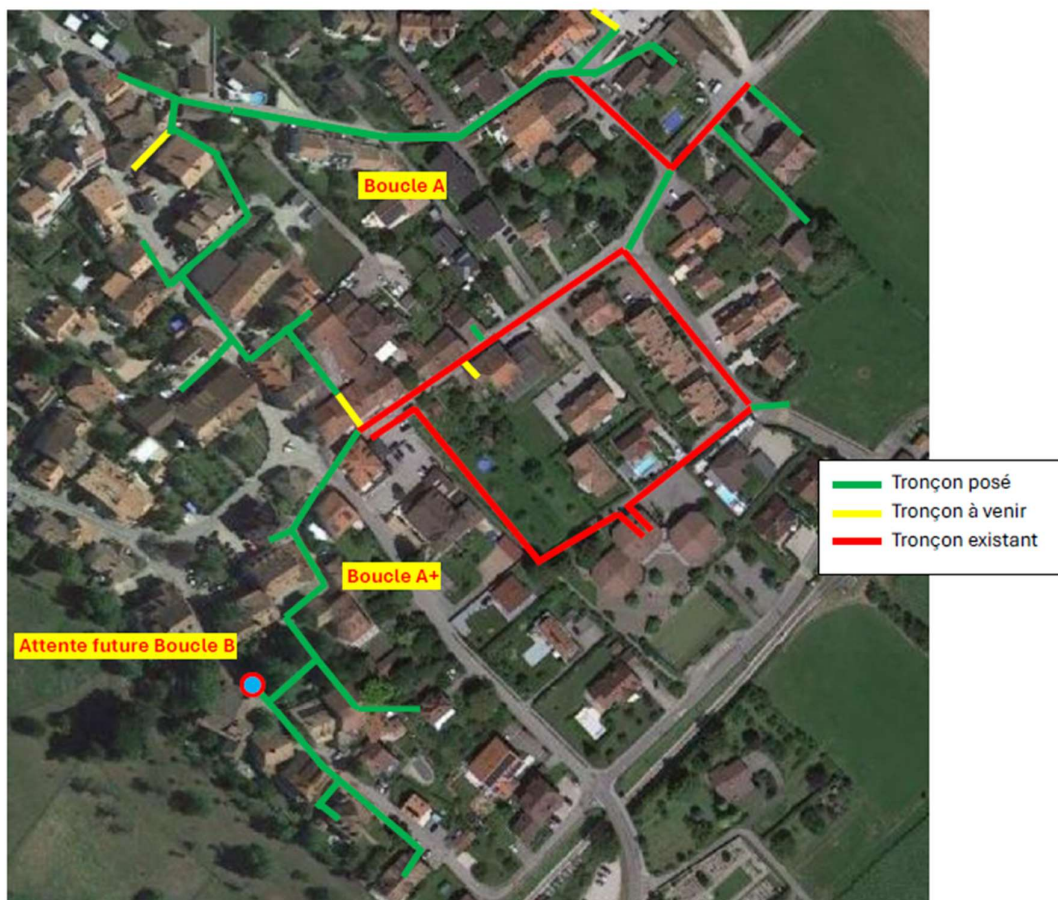 Boucle A
Tronçon posé
Tronçon à venir
Tronçon existant
Boucle A+
Attente future Boucle B